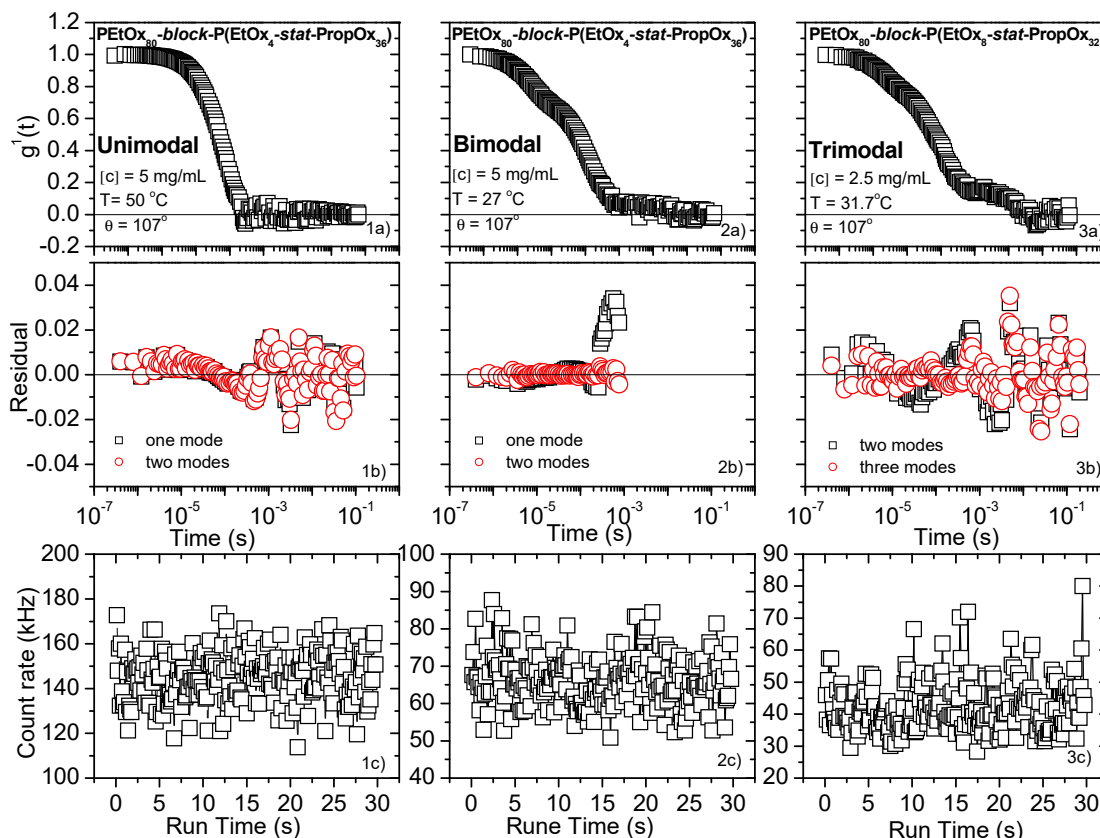 1.2
1.0
0.8
0.6
0.4
0.2
0.0
-0.2
g¹(t)
PEtOx₈₀-block-P(EtOx₄-stat-PropOx₃₆)
Unimodal
[c] = 5 mg/mL
T= 50 °C
θ = 107°
1a)
PEtOx₈₀-block-P(EtOx₄-stat-PropOx₃₆)
Bimodal
[c] = 5 mg/mL
T = 27 °C
θ = 107°
2a)
PEtOx₈₀-block-P(EtOx₈-stat-PropOx₃₂
Trimodal
[c] = 2.5 mg/mL
T = 31.7°C
θ = 107°
3a)
0.04
0.02
0.00
-0.02
-0.04
Residual
one mode
two modes
1b)
one mode
two modes
2b)
two modes
three modes
3b)
10⁻⁷ 10⁻⁵ 10⁻³ 10⁻¹
Time (s)
10⁻⁷ 10⁻⁵ 10⁻³ 10⁻¹
Time (s)
10⁻⁷ 10⁻⁵ 10⁻³ 10⁻¹
Time (s)
200
180
160
140
120
100
Count rate (kHz)
1c)
0 5 10 15 20 25 30
Run Time (s)
100
90
80
70
60
50
40
2c)
0 5 10 15 20 25 30
Rune Time (s)
90
80
70
60
50
40
30
20
3c)
0 5 10 15 20 25 30
Run Time (s)